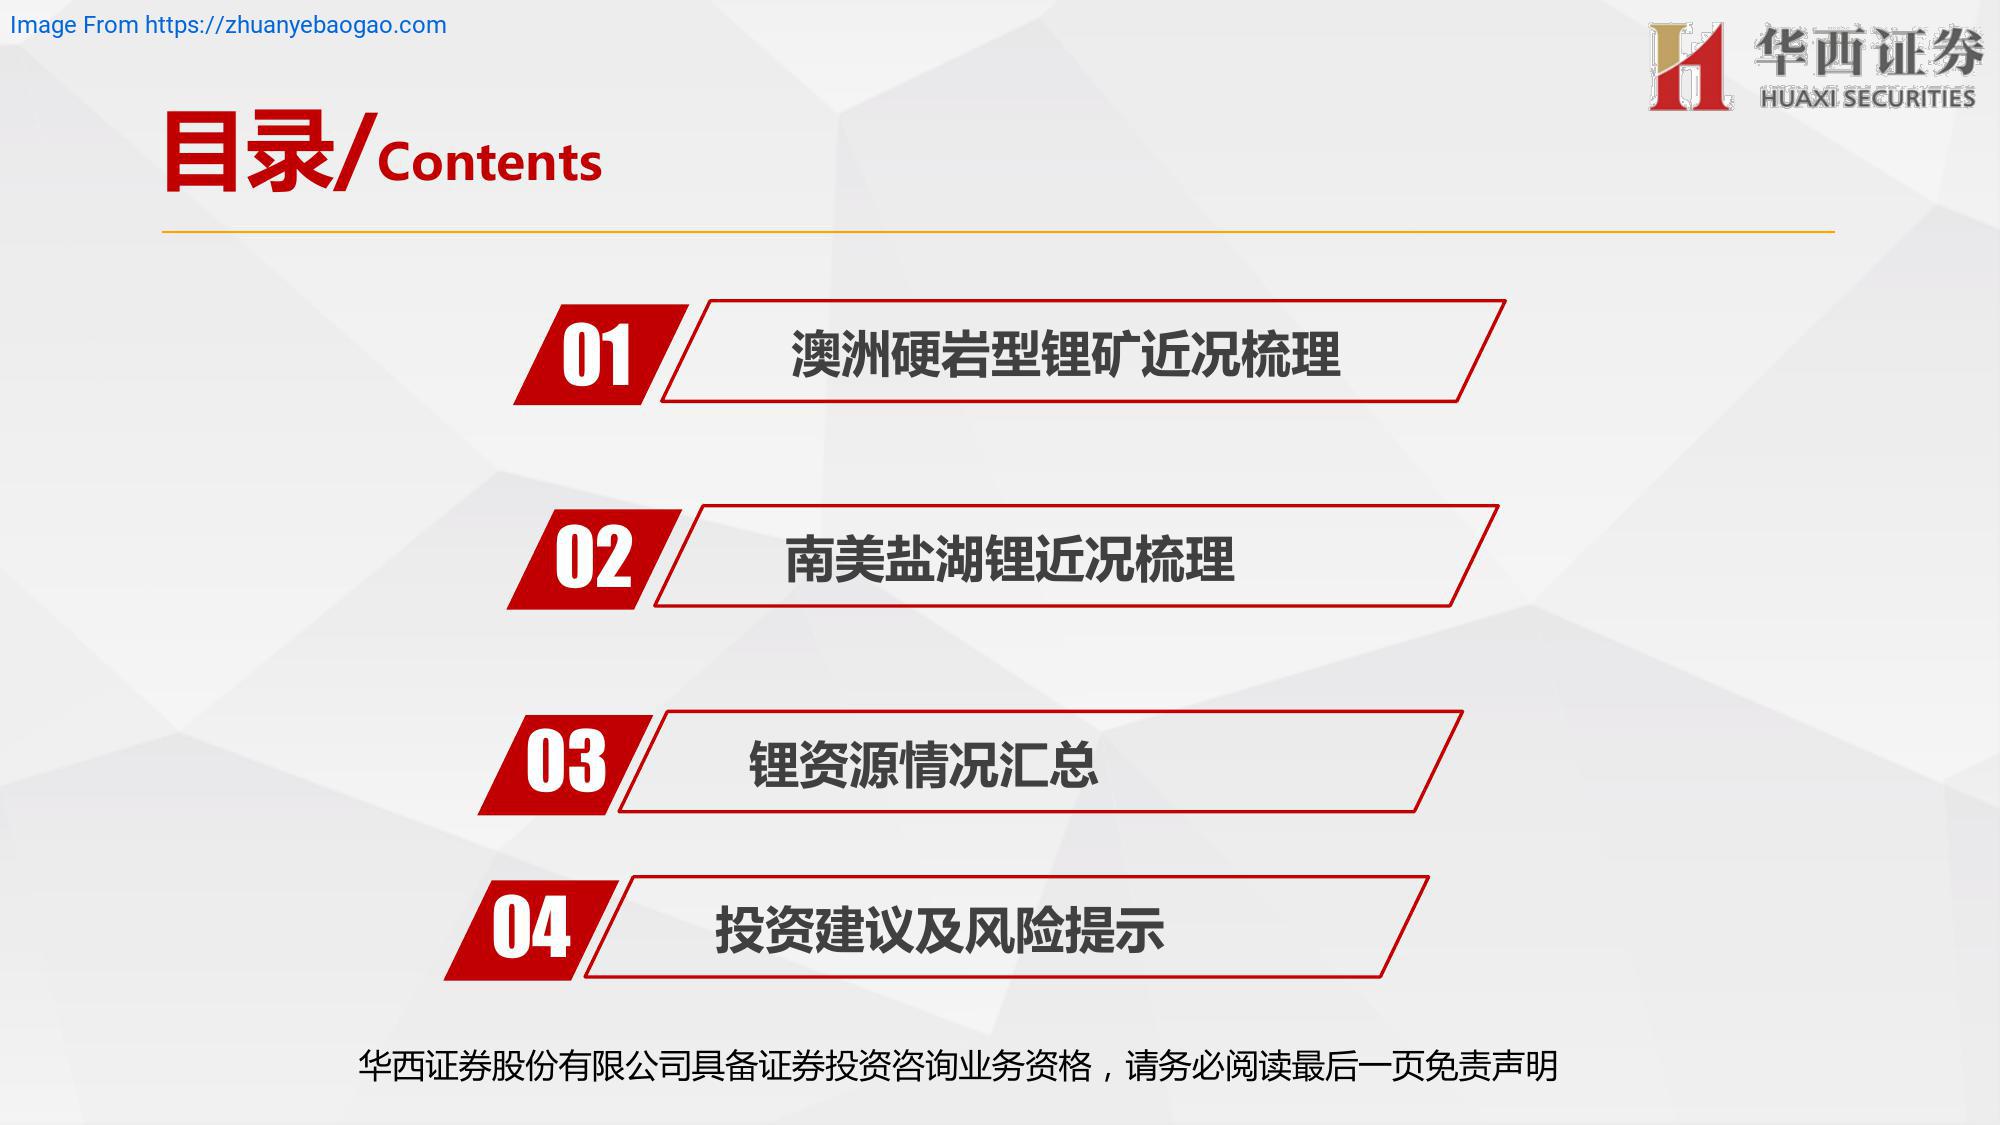 Image From https://zhuanyebaogao.com
华西证券
HUAXI SECURITIES
目录/Contents
01 澳洲硬岩型锂矿近况梳理
02 南美盐湖锂近况梳理
03 锂资源情况汇总
04 投资建议及风险提示
华西证券股份有限公司具备证券投资咨询业务资格，请务必阅读最后一页免责声明